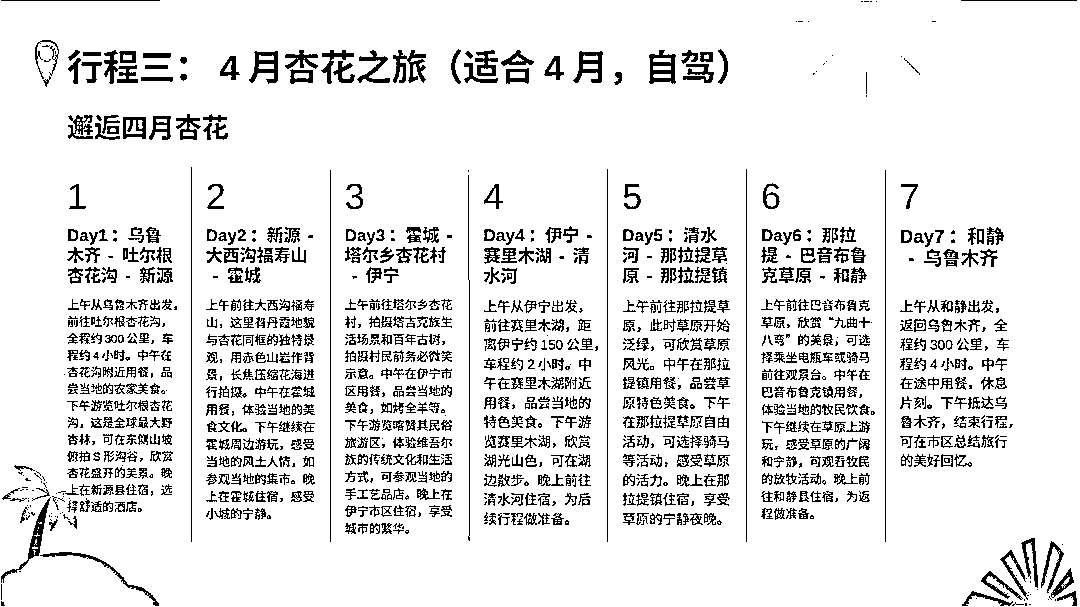 行程三： 4 月杏花之旅（适合 4 月，自驾）
邂逅四月杏花
1
Day1：乌鲁
木齐 - 吐尔根
杏花沟 - 新源
上午从乌鲁木齐出发，
前往吐尔根杏花沟，
全程约 300 公里，车
程约 4 小时。中午在
杏花沟附近用餐，品
尝当地的农家美食。
下午游览吐尔根杏花
沟，这是全球最大野
杏林，可在东侧山坡
俯拍 S 形沟谷，欣赏
杏花盛开的美景。晚
上在新源县住宿，选
择舒适的酒店。
2
Day2：新源 -
大西沟福寿山
- 霍城
上午前往大西沟福寿
山，这里有丹霞地貌
与杏花同框的独特景
观，用赤色山岩作背
景，长焦压缩花海进
行拍摄。中午在霍城
用餐，体验当地的美
食文化。下午继续在
霍城周边游玩，感受
当地的风土人情，如
参观当地的集市。晚
上在霍城住宿，感受
小城的宁静。
3
Day3：霍城 -
塔尔乡杏花村
- 伊宁
上午前往塔尔乡杏花
村，拍摄塔吉克族生
活场景和百年古树，
拍摄村民前务必微笑
示意。中午在伊宁市
区用餐，品尝当地的
美食，如烤全羊等。
下午游览喀赞其民俗
旅游区，体验维吾尔
族的传统文化和生活
方式，可参观当地的
手工艺品店。晚上在
伊宁市区住宿，感受
城市的繁华。
4
Day4：伊宁 -
赛里木湖 - 清
水河
上午从伊宁出发，
前往赛里木湖，距
离伊宁约 150 公里，
车程约 2 小时。中
午在赛里木湖附近
用餐，品尝当地的
特色美食。下午游
览赛里木湖，欣赏
湖光山色，可在湖
边散步。晚上前往
清水河住宿，为后
续行程做准备。
5
Day5：清水
河 - 那拉提草
原 - 那拉提镇
上午前往那拉提草
原，此时草原开始
泛绿，可欣赏草原
风光。中午在那拉
提镇用餐，品尝草
原特色美食。下午
在那拉提草原自由
活动，可选择骑马
等活动，感受草原
的活力。晚上在那
拉提镇住宿，享受
草原的宁静夜晚。
6
Day6：那拉
提 - 巴音布鲁
克草原 - 和静
上午前往巴音布鲁克
草原，欣赏“九曲十
八弯”的美景，可选
择乘坐电瓶车或骑马
前往观景台。中午在
巴音布鲁克镇用餐，
体验当地的牧民饮食。
下午继续在草原上游
玩，感受草原的广阔
和宁静，可观看牧民
的放牧活动。晚上前
往和静县住宿，为返
程做准备。
7
Day7：和静
- 乌鲁木齐
上午从和静出发，
返回乌鲁木齐，全
程约 300 公里，车
程约 4 小时。中午
在途中用餐，休息
片刻。下午抵达乌
鲁木齐，结束行程，
可在市区总结旅行
的美好回忆。